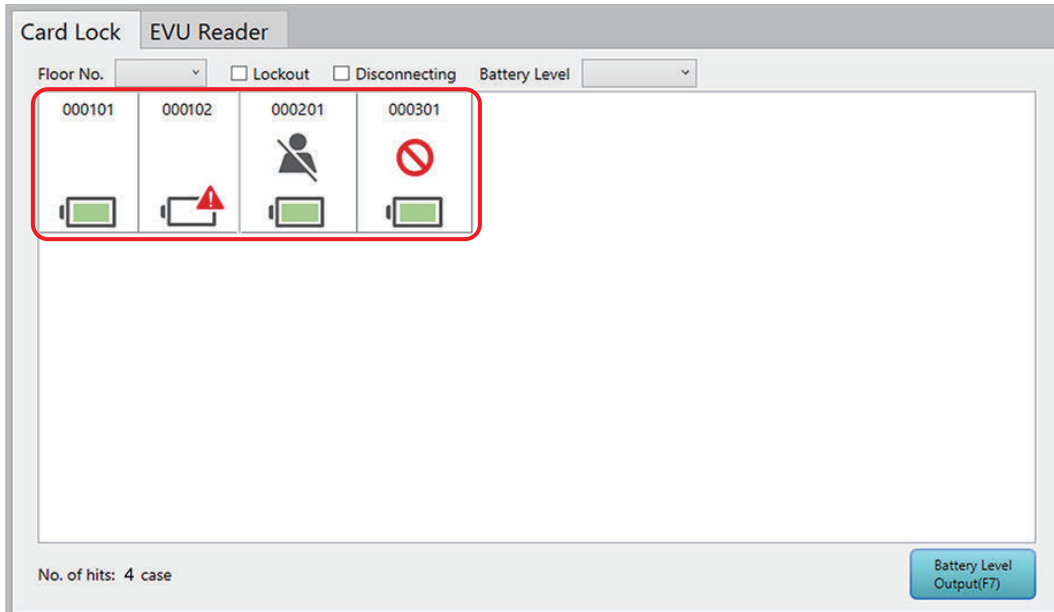 Card Lock EVU Reader
Floor No. Lockout Disconnecting Battery Level
000101 000102 000201 000301
No. of hits: 4 case
Battery Level
Output(F7)